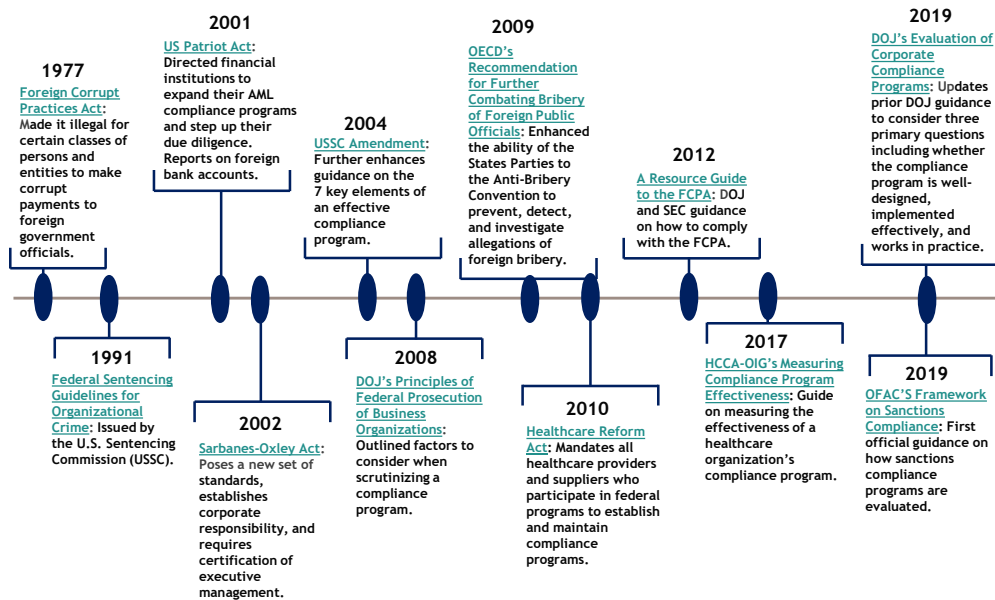 1977
Foreign Corrupt
Practices Act:
Made it illegal for
certain classes of
persons and
entities to make
corrupt
payments to
foreign
government
officials.
1991
Federal Sentencing
Guidelines for
Organizational
Crime: Issued by
the U.S. Sentencing
Commission (USSC).
2001
US Patriot Act:
Directed financial
institutions to
expand their AML
compliance programs
and step up their
due diligence.
Reports on foreign
bank accounts.
2002
Sarbanes-Oxley Act:
Poses a new set of
standards,
establishes
corporate
responsibility, and
requires
certification of
executive
management.
2004
USSC Amendment:
Further enhances
guidance on the
7 key elements of
an effective
compliance
program.
2008
DOJ's Principles of
Federal Prosecution
of Business
Organizations:
Outlined factors to
consider when
scrutinizing a
compliance
program.
2009
OECD's
Recommendation
for Further
Combating Bribery
of Foreign Public
Officials: Enhanced
the ability of the
States Parties to
the Anti-Bribery
Convention to
prevent, detect,
and investigate
allegations of
foreign bribery.
2010
Healthcare Reform
Act: Mandates all
healthcare providers
and suppliers who
participate in federal
programs to establish
and maintain
compliance
programs.
2012
A Resource Guide
to the FCPA: DOJ
and SEC guidance
on how to comply
with the FCPA.
2017
HCCA-OIG's Measuring
Compliance Program
Effectiveness: Guide
on measuring the
effectiveness of a
healthcare
organization's
compliance program.
2019
DOJ's Evaluation of
Corporate
Compliance
Programs: Updates
prior DOJ guidance
to consider three
primary questions
including whether
the compliance
program is well-
designed,
implemented
effectively, and
works in practice.
2019
OFAC'S Framework
on Sanctions
Compliance: First
official guidance on
how sanctions
compliance
programs are
evaluated.